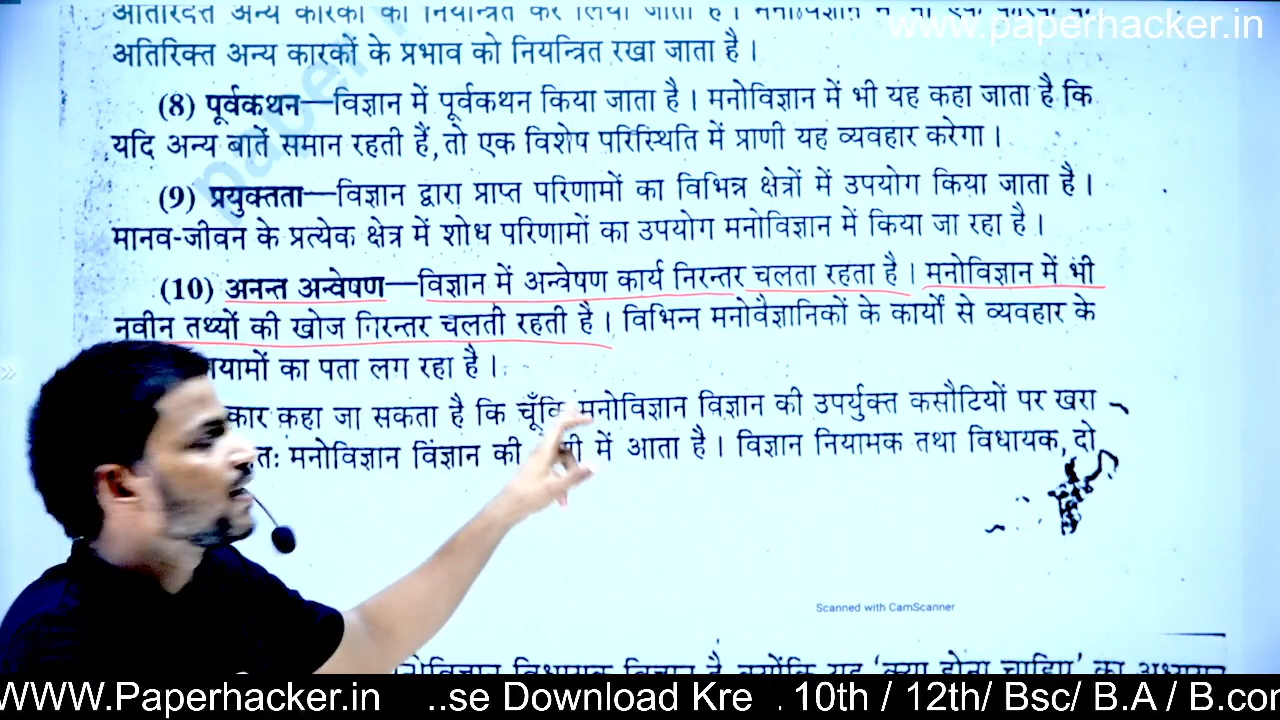 www.paperhacker.in
अतिरिक्त अन्य कारकों के प्रभाव को नियन्त्रित रखा जाता है ।
(8) पूर्वकथन—विज्ञान में पूर्वकथन किया जाता है । मनोविज्ञान में भी यह कहा जाता है कि
यदि अन्य बातें समान रहती हैं, तो एक विशेष परिस्थिति में प्राणी यह व्यवहार करेगा ।
(9) प्रयुक्तता—विज्ञान द्वारा प्राप्त परिणामों का विभिन्न क्षेत्रों में उपयोग किया जाता है ।
मानव-जीवन के प्रत्येक क्षेत्र में शोध परिणामों का उपयोग मनोविज्ञान में किया जा रहा है ।
(10) अनन्त अन्वेषण—विज्ञान में अन्वेषण कार्य निरन्तर चलता रहता है । मनोविज्ञान में भी
नवीन तथ्यों की खोज निरन्तर चलती रहती है । विभिन्न मनोवैज्ञानिकों के कार्यों से व्यवहार के
का पता लग रहा है ।
कहा जा सकता है कि मनोविज्ञान विज्ञान की उपर्युक्त कसौटियों पर खरा
मनोविज्ञान विज्ञान की में आता है । विज्ञान नियामक तथा विधायक, दो
Scanned with CamScanner
विज्ञान है, क्योंकि यह 'क्या होना चाहिए' का अध्ययन
WWW.Paperhacker.in ..se Download Kre . 10th / 12th/ Bsc/ B.A / B.com